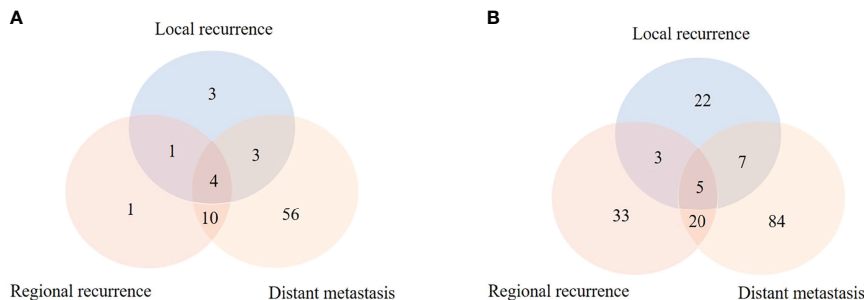 A
Local recurrence
3
1
3
4
1
10
56
Regional recurrence
Distant metastasis
B
Local recurrence
22
3
7
5
33
20
84
Regional recurrence
Distant metastasis